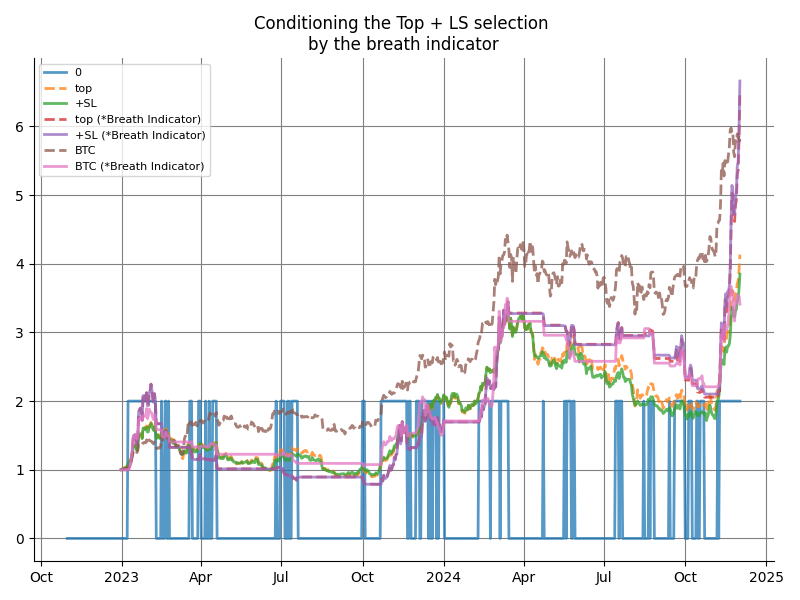 Conditioning the Top + LS selection
by the breath indicator
0
top
+SL
top (*Breath Indicator)
+SL (*Breath Indicator)
BTC
BTC (*Breath Indicator)
6
5
4
3
2
1
0
Oct 2023 Apr Jul Oct 2024 Apr Jul Oct 2025